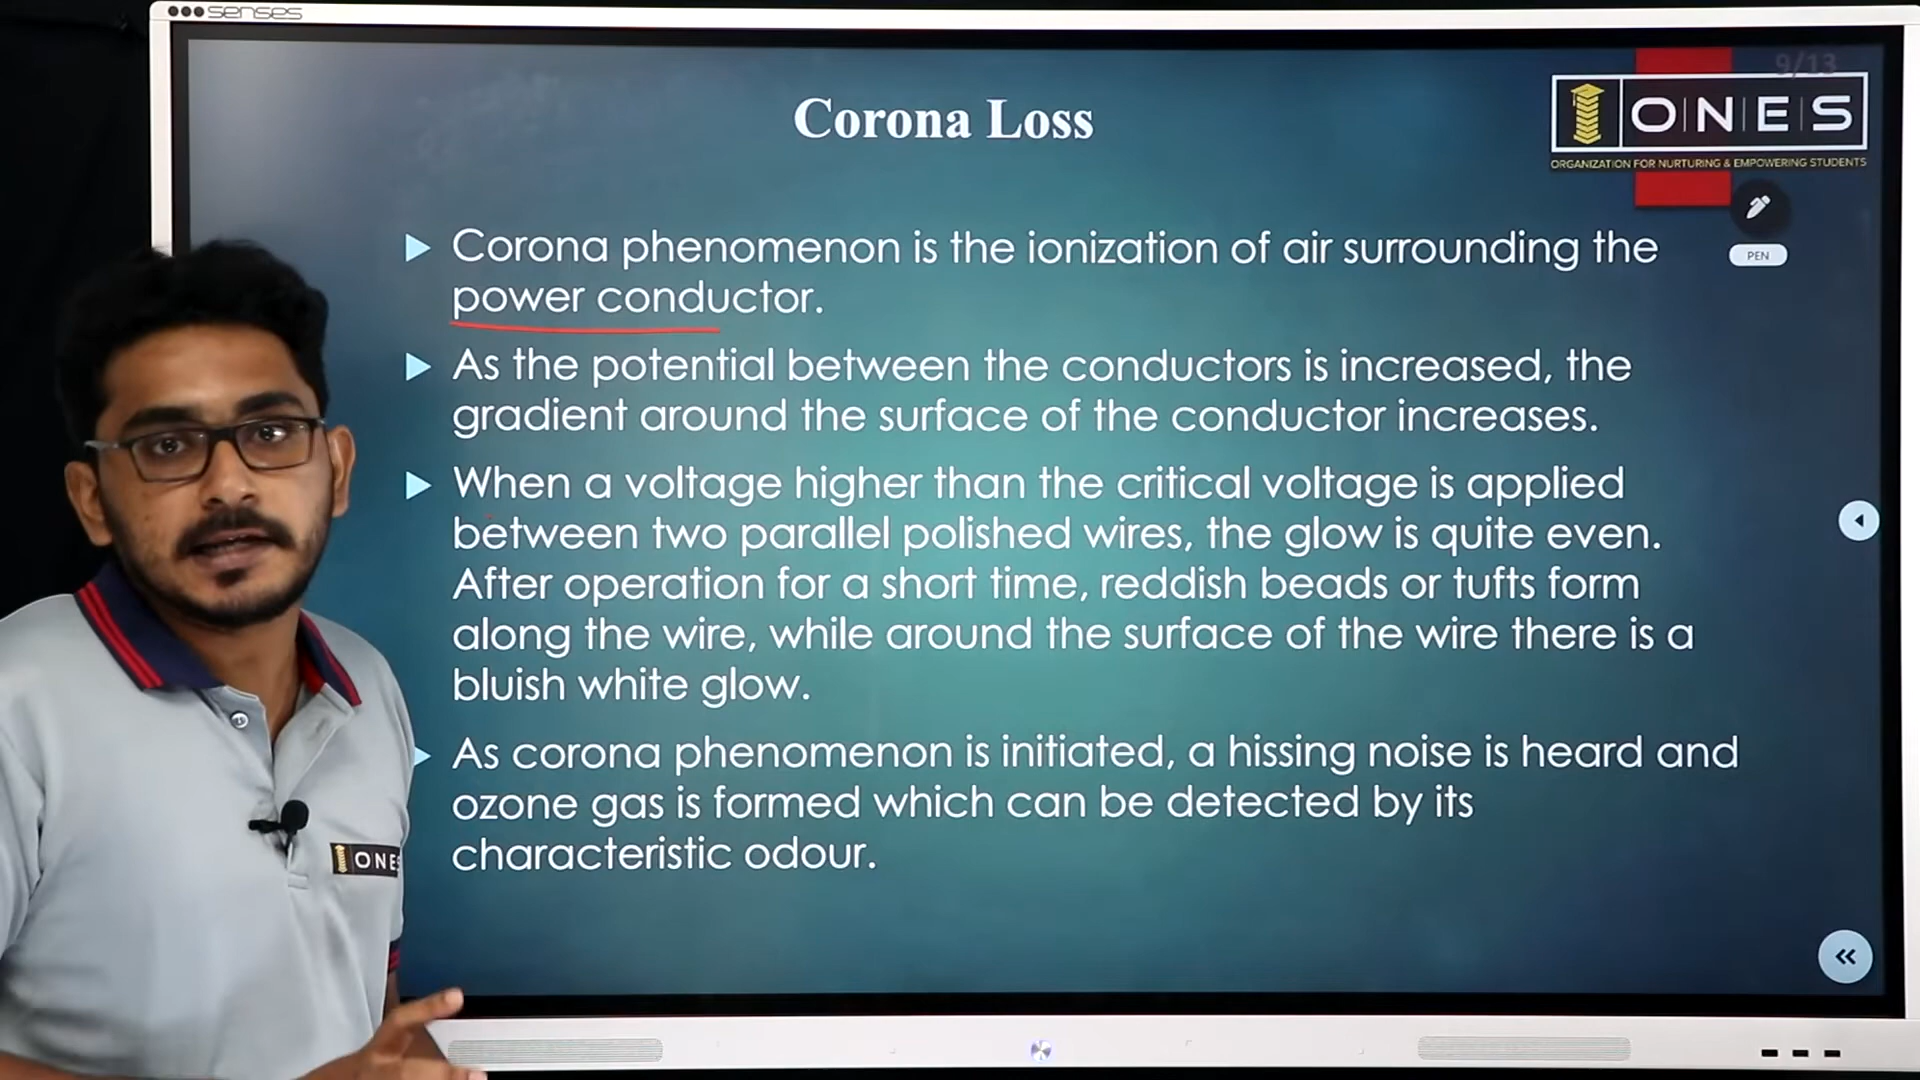 senses
9/13
Corona Loss
ONES
ORGANIZATION FOR NURTURING & EMPOWERING STUDENTS
PEN
Corona phenomenon is the ionization of air surrounding the
power conductor.
As the potential between the conductors is increased, the
gradient around the surface of the conductor increases.
When a voltage higher than the critical voltage is applied
between two parallel polished wires, the glow is quite even.
After operation for a short time, reddish beads or tufts form
along the wire, while around the surface of the wire there is a
bluish white glow.
As corona phenomenon is initiated, a hissing noise is heard and
ozone gas is formed which can be detected by its
characteristic odour.
ONES